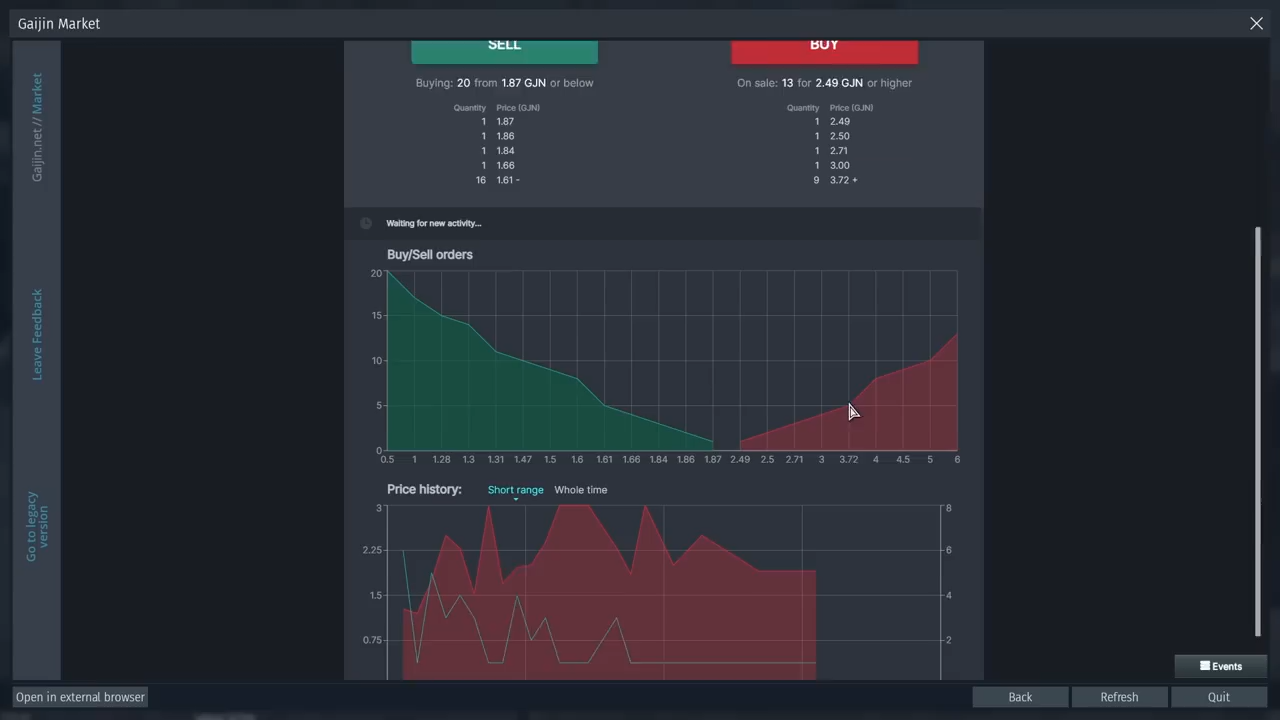 Gaijin Market
Gaijin.net // Market
Leave Feedback
Go to legacy
version
SELL
BUY
Buying: 20 from 1.87 GJN or below
On sale: 13 for 2.49 GJN or higher
Quantity Price (GJN)
1 1.87
1 1.86
1 1.84
1 1.66
16 1.61 -
Quantity Price (GJN)
1 2.49
1 2.50
1 2.71
1 3.00
9 3.72 +
Waiting for new activity...
Buy/Sell orders
20
15
10
5
0
0.5 1 1.28 1.3 1.31 1.47 1.5 1.6 1.61 1.66 1.84 1.86 1.87 2.49 2.5 2.71 3 3.72 4 4.5 5 6
Price history: Short range Whole time
3 8
2.25 6
1.5 4
0.75 2
Events
Open in external browser
Back
Refresh
Quit